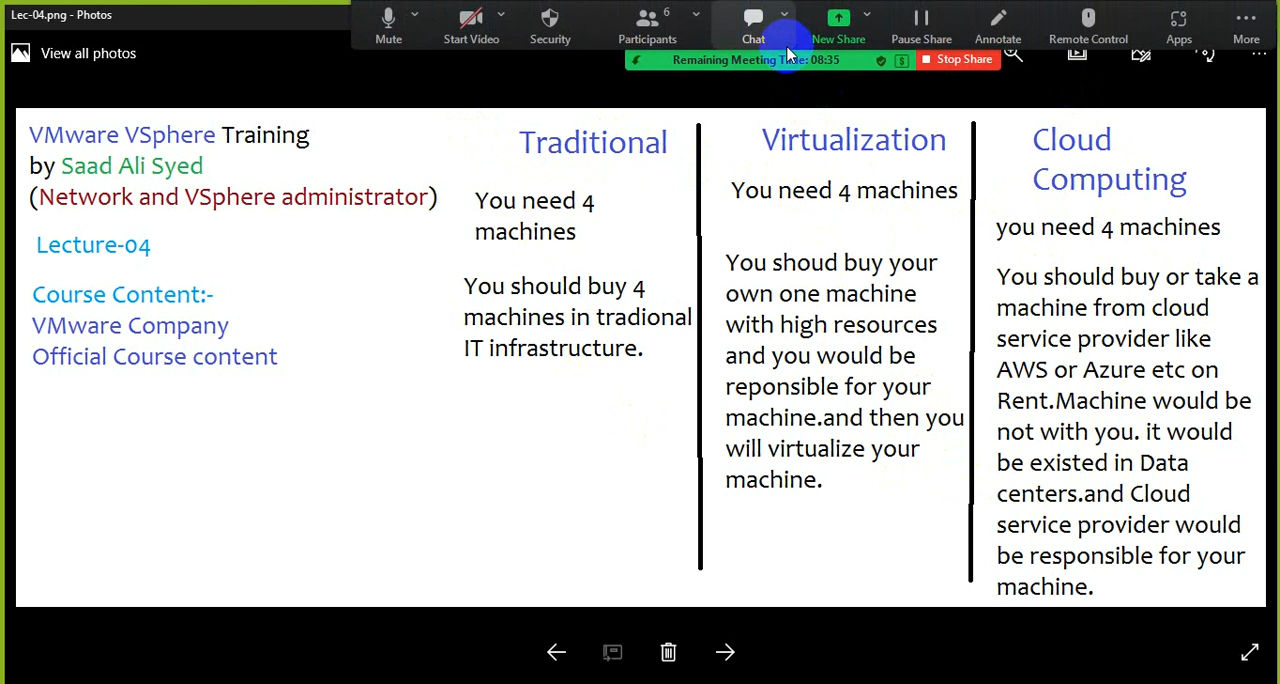 Lec-04.png - Photos
Mute
Start Video
Security
6
Participants
Chat
New Share
Pause Share
Annotate
Remote Control
Apps
More
View all photos
Remaining Meeting Time: 08:35
Stop Share
VMware VSphere Training
by Saad Ali Syed
(Network and VSphere administrator)
Lecture-04
Course Content:-
VMware Company
Official Course content
Traditional
You need 4
machines
You should buy 4
machines in tradional
IT infrastructure.
Virtualization
You need 4 machines
You shoud buy your
own one machine
with high resources
and you would be
reponsible for your
machine.and then you
will virtualize your
machine.
Cloud
Computing
you need 4 machines
You should buy or take a
machine from cloud
service provider like
AWS or Azure etc on
Rent.Machine would be
not with you. it would
be existed in Data
centers.and Cloud
service provider would
be responsible for your
machine.